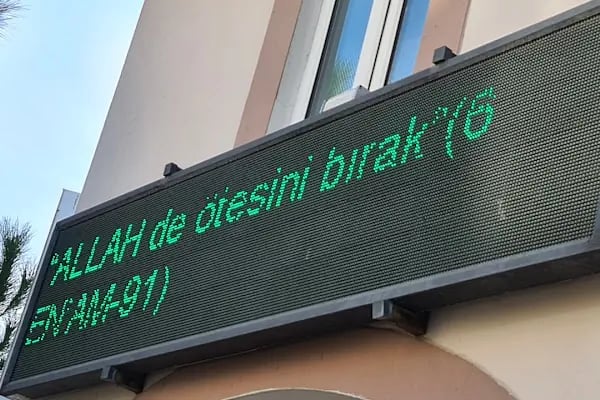 "ALLAH de ötesini bırak"(6
EN'AM-91)